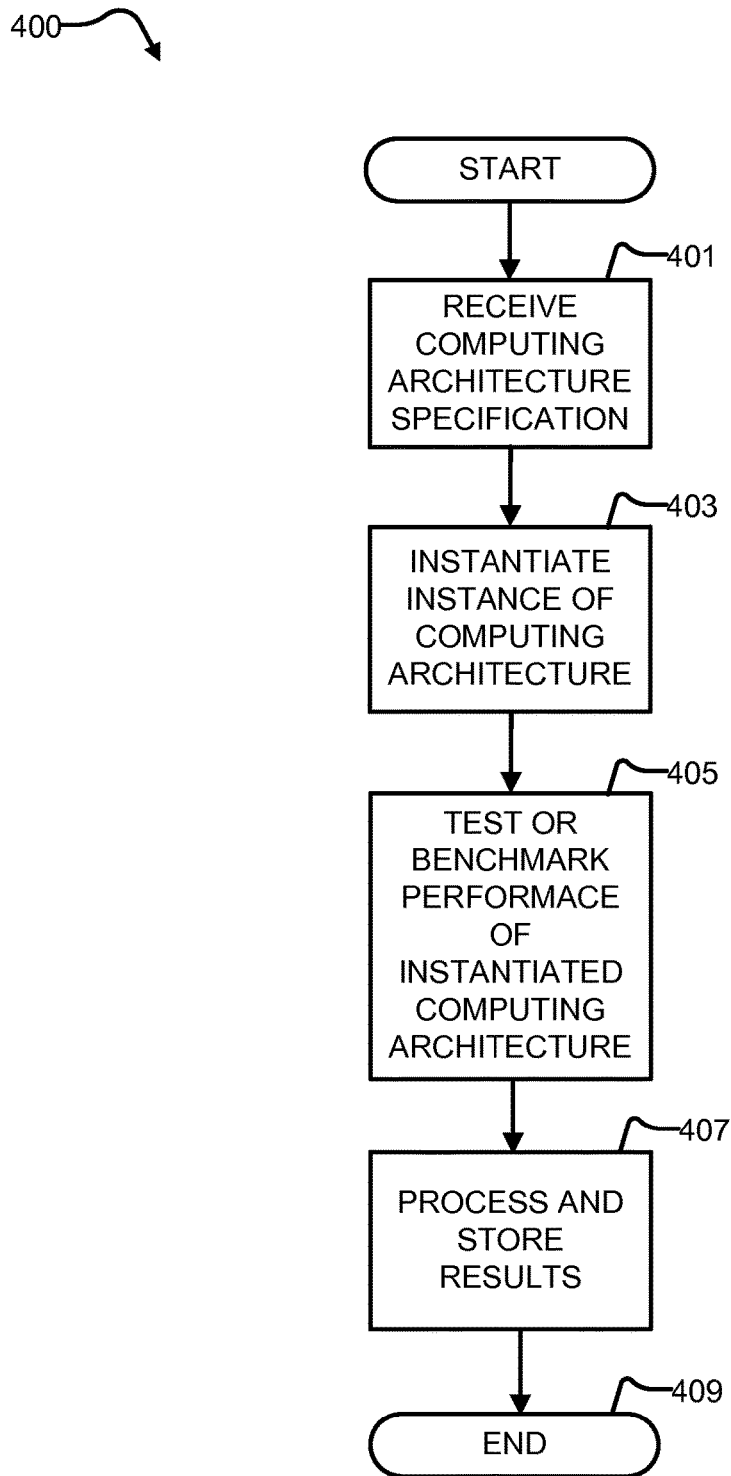 400
START
401
RECEIVE
COMPUTING
ARCHITECTURE
SPECIFICATION
403
INSTANTIATE
INSTANCE OF
COMPUTING
ARCHITECTURE
405
TEST OR
BENCHMARK
PERFORMACE
OF
INSTANTIATED
COMPUTING
ARCHITECTURE
407
PROCESS AND
STORE
RESULTS
409
END